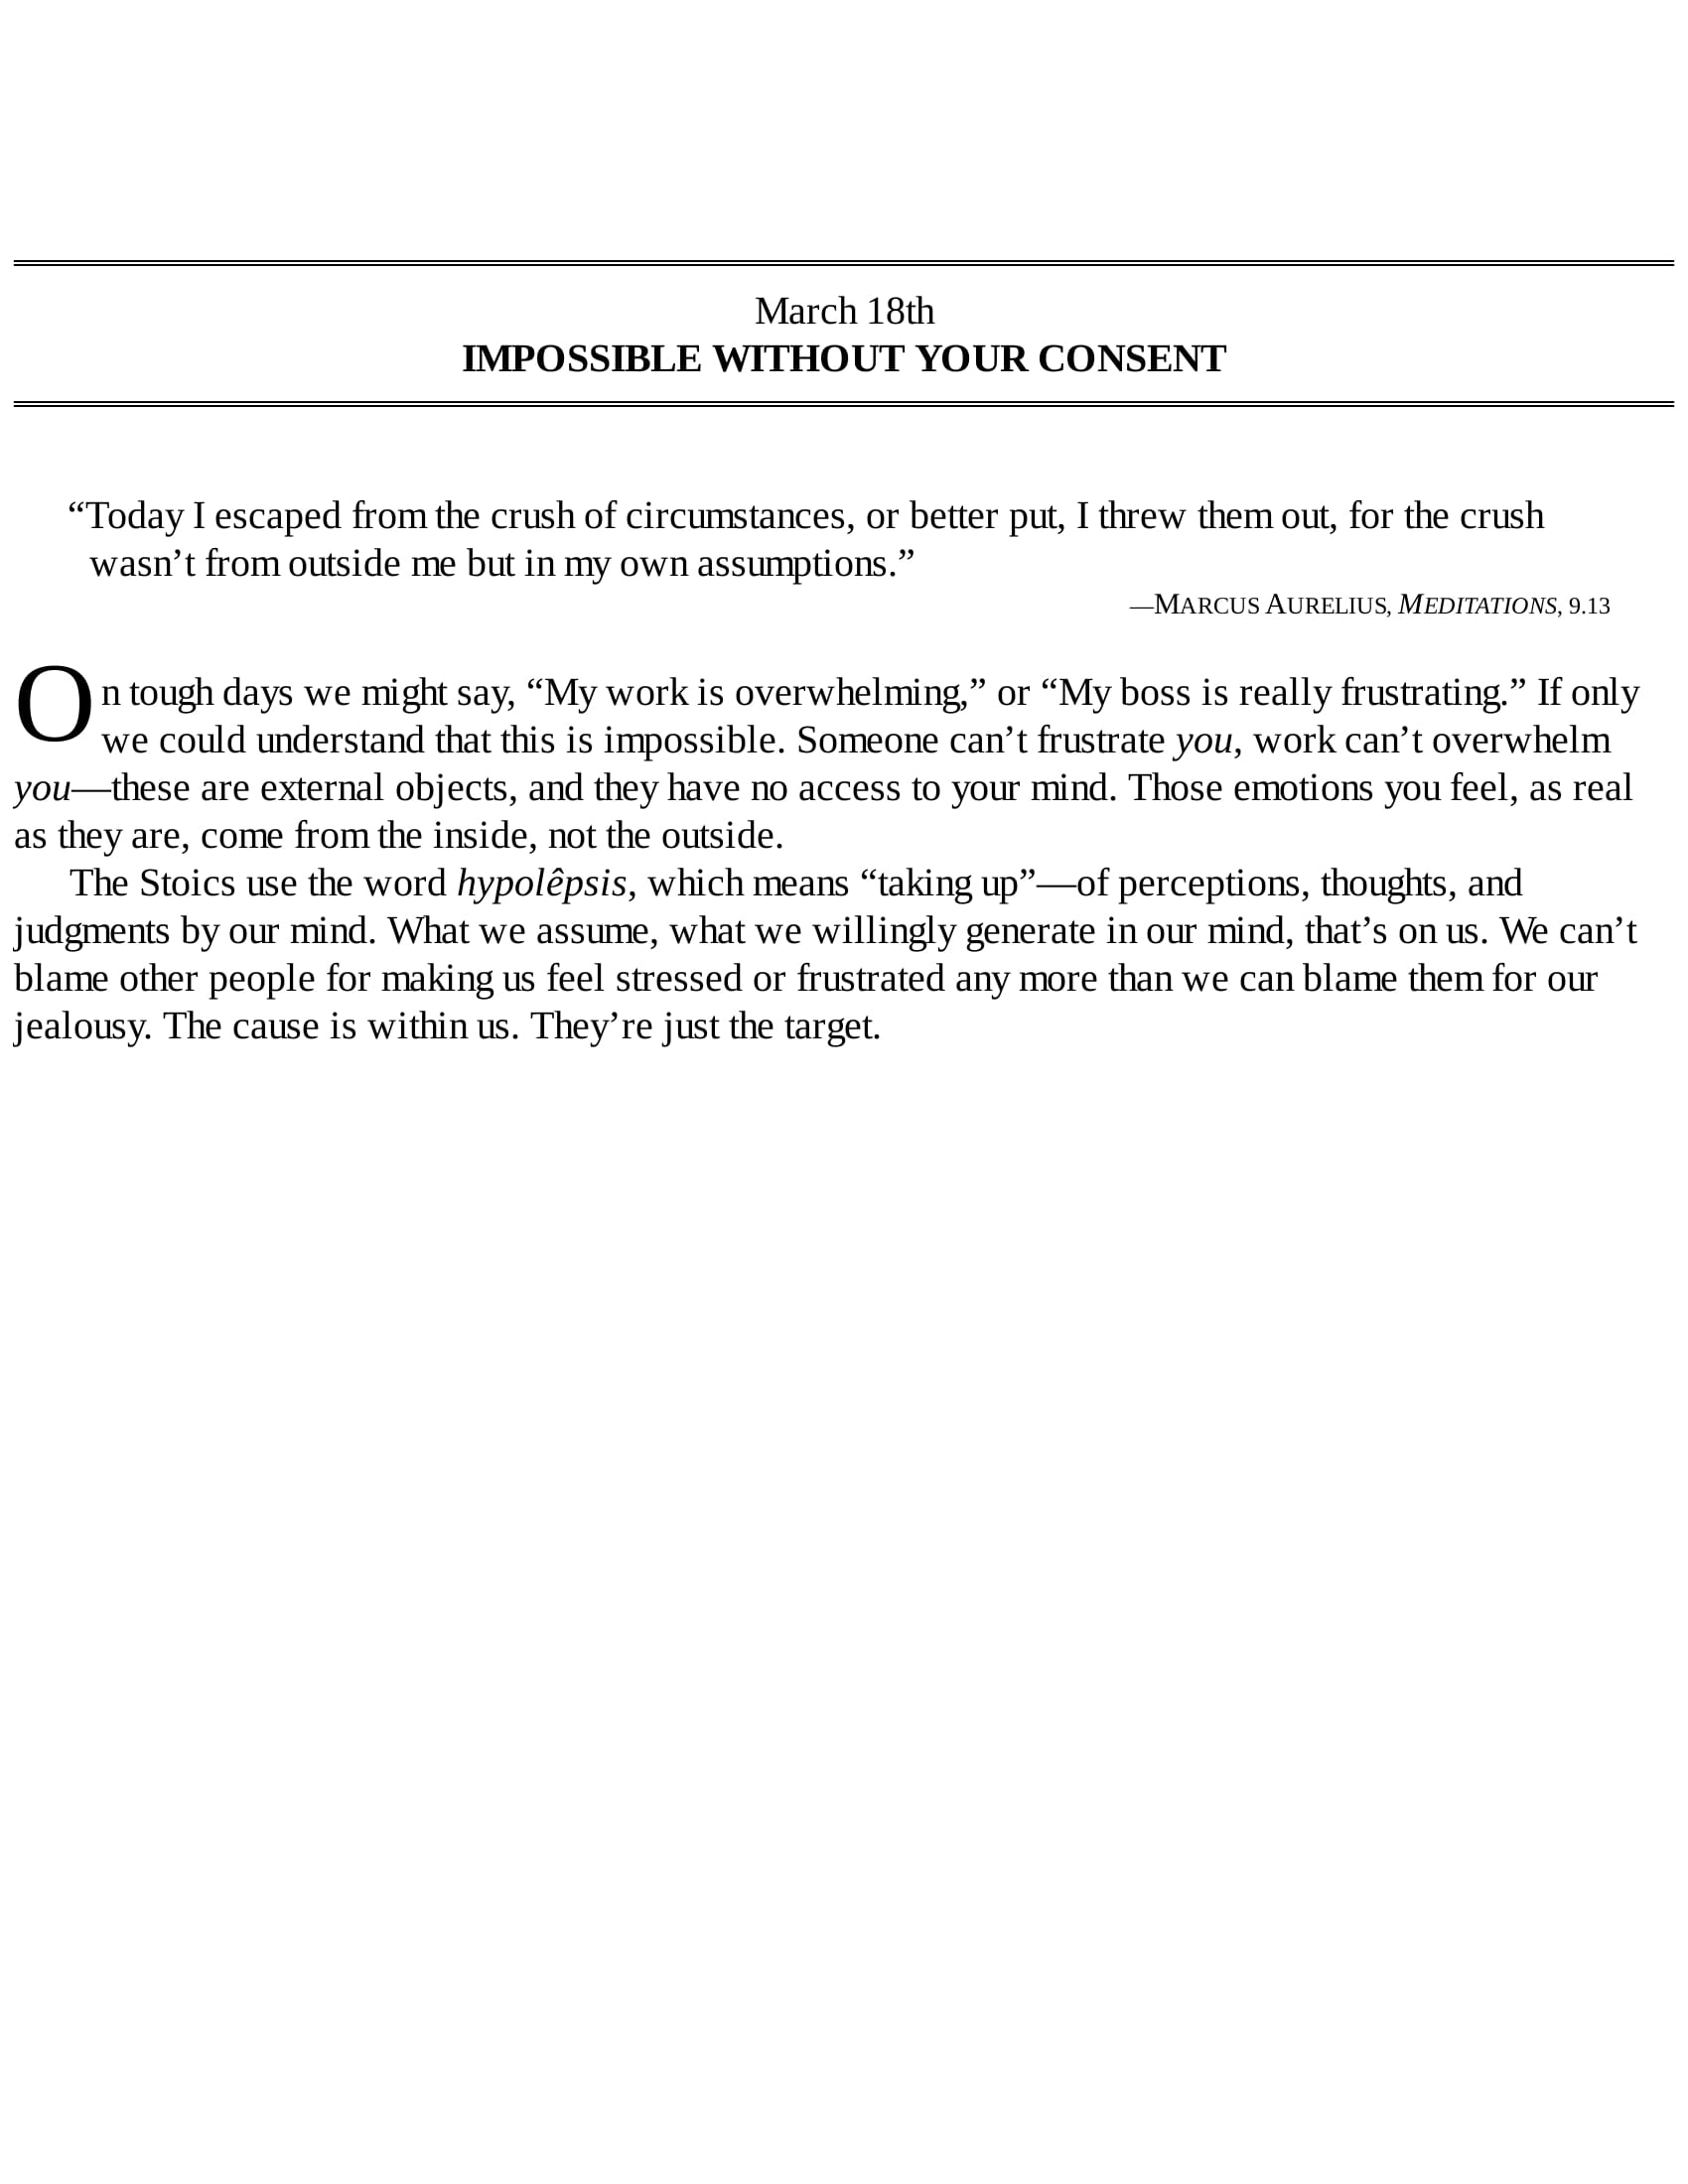 March 18th
IMPOSSIBLE WITHOUT YOUR CONSENT
“Today I escaped from the crush of circumstances, or better put, I threw them out, for the crush
wasn’t from outside me but in my own assumptions.”
—MARCUS AURELIUS, MEDITATIONS, 9.13
On tough days we might say, “My work is overwhelming,” or “My boss is really frustrating.” If only
we could understand that this is impossible. Someone can’t frustrate you, work can’t overwhelm
you—these are external objects, and they have no access to your mind. Those emotions you feel, as real
as they are, come from the inside, not the outside.
The Stoics use the word hypolêpsis, which means “taking up”—of perceptions, thoughts, and
judgments by our mind. What we assume, what we willingly generate in our mind, that’s on us. We can’t
blame other people for making us feel stressed or frustrated any more than we can blame them for our
jealousy. The cause is within us. They’re just the target.